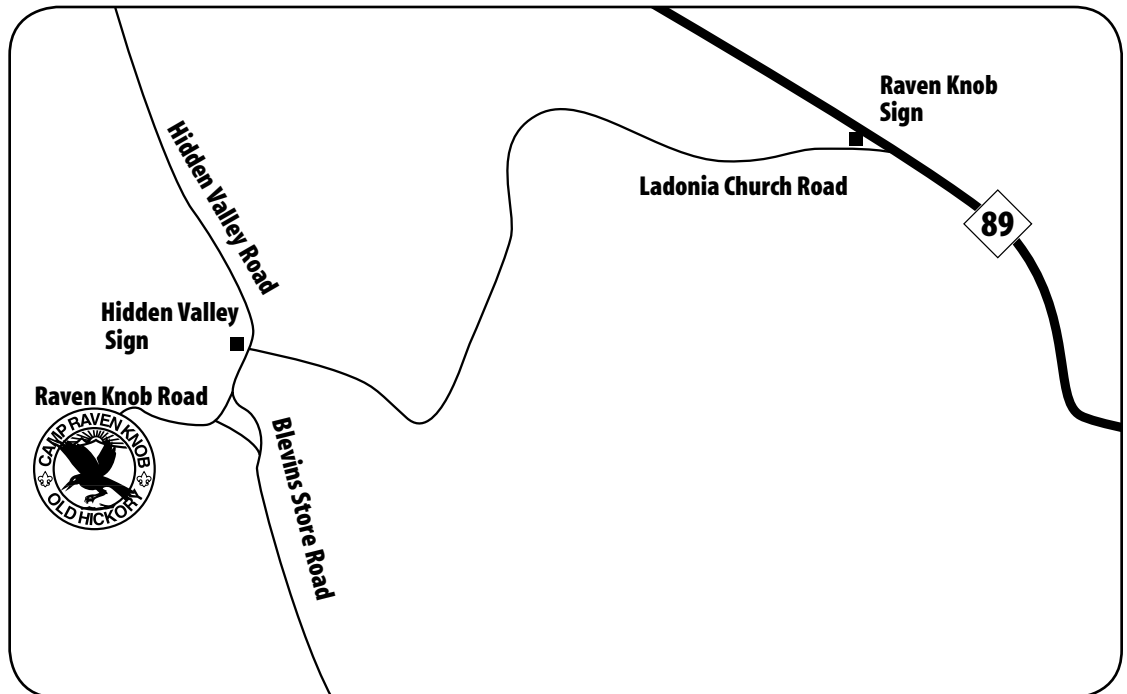 Raven Knob
Sign
Hidden Valley Road
Ladonia Church Road
89
Hidden Valley
Sign
Raven Knob Road
CAMP RAVEN KNOB
OLD HICKORY
Blevins Store Road